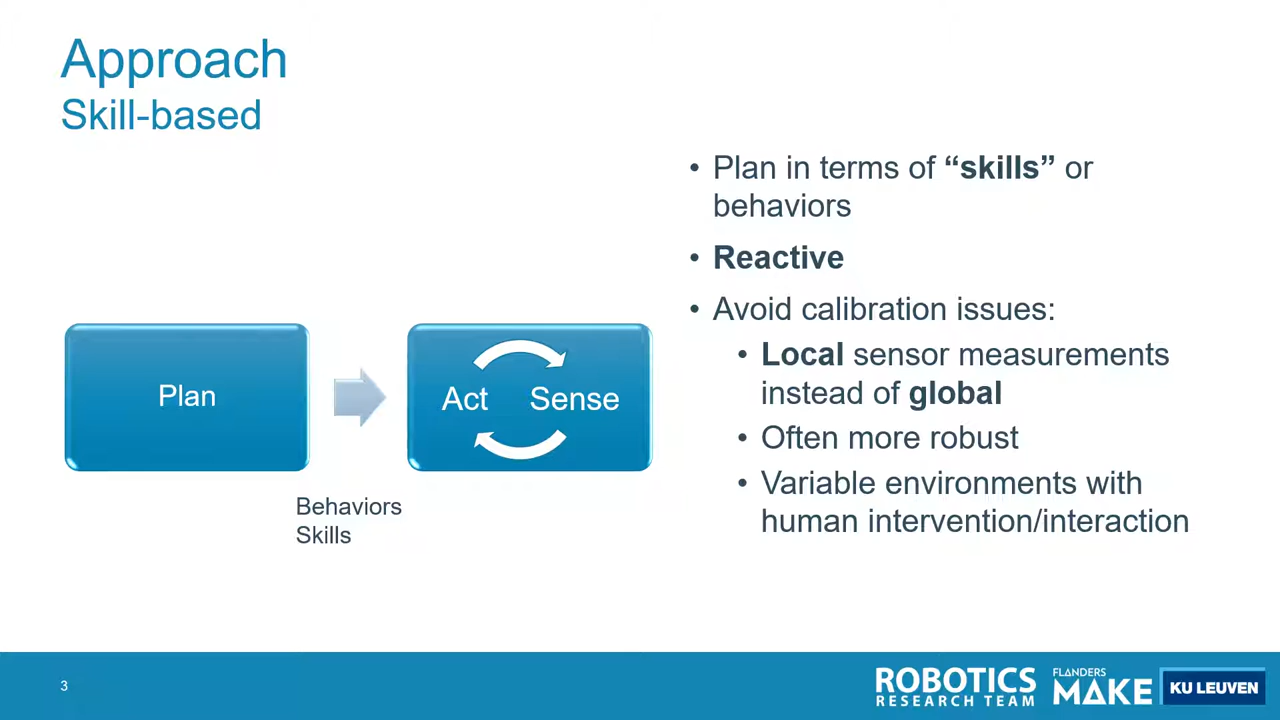 Approach
Skill-based
• Plan in terms of “skills” or
behaviors
• Reactive
• Avoid calibration issues:
• Local sensor measurements
instead of global
• Often more robust
• Variable environments with
human intervention/interaction
Plan
Act Sense
Behaviors
Skills
3
ROBOTICS
RESEARCH TEAM
FLANDERS
MAKE
KU LEUVEN